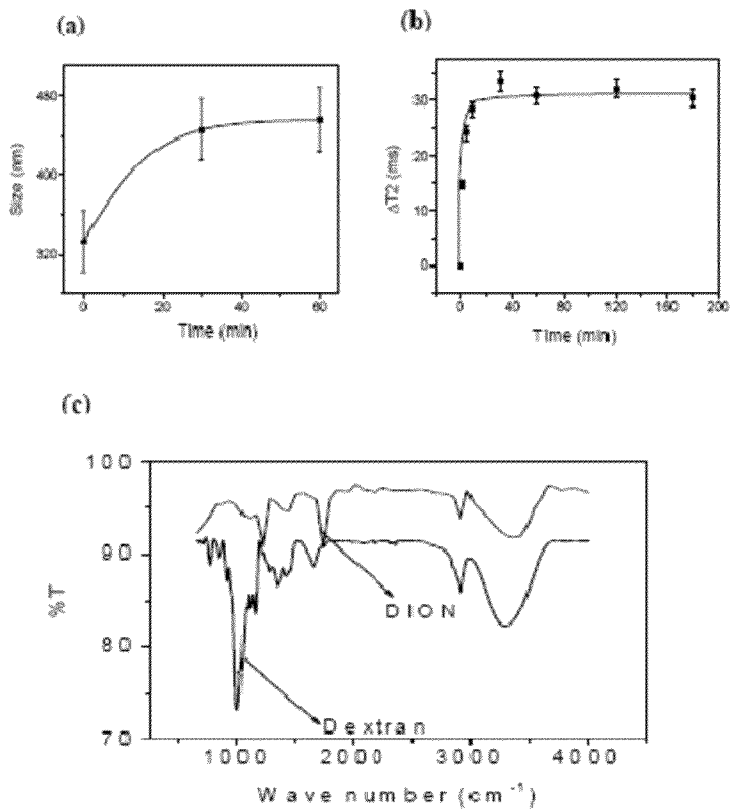 (a)
480
400
320
Size (nm)
0 20 40 60
Time (min)
(b)
30
20
10
0
ΔT2 (ms)
0 40 80 120 160 200
Time (min)
(c)
100
90
80
70
%T
DION
Dextran
1000 2000 3000 4000
Wave number (cm⁻¹)